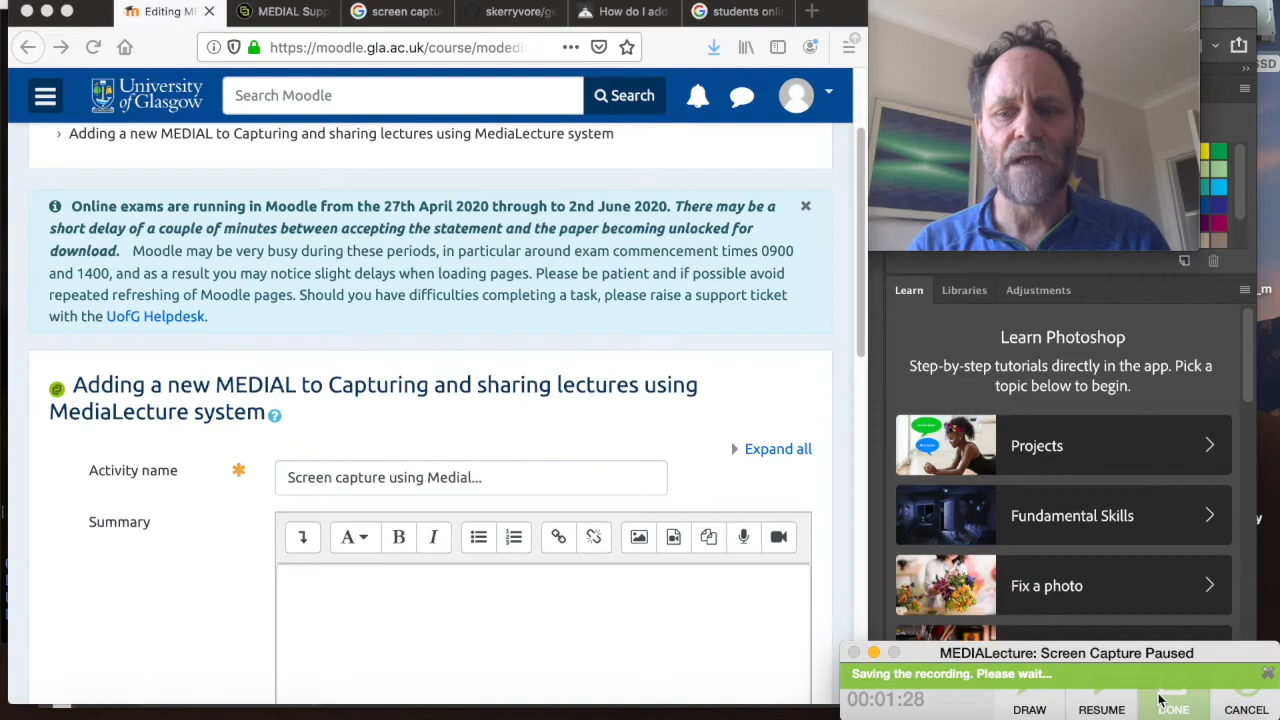 Editing M
MEDIAL Sup
screen captu
skerryvore/g
How do I add
students onli
https://moodle.gla.ac.uk/course/modedi
University
of Glasgow
Search Moodle
Search
SSD
› Adding a new MEDIAL to Capturing and sharing lectures using MediaLecture system
Online exams are running in Moodle from the 27th April 2020 through to 2nd June 2020. There may be a
short delay of a couple of minutes between accepting the statement and the paper becoming unlocked for
download. Moodle may be very busy during these periods, in particular around exam commencement times 0900
and 1400, and as a result you may notice slight delays when loading pages. Please be patient and if possible avoid
repeated refreshing of Moodle pages. Should you have difficulties completing a task, please raise a support ticket
with the UofG Helpdesk.
Adding a new MEDIAL to Capturing and sharing lectures using
MediaLecture system
Expand all
Activity name
Screen capture using Medial...
Summary
A B I
Learn Libraries Adjustments
_m
Learn Photoshop
Step-by-step tutorials directly in the app. Pick a
topic below to begin.
Projects
Fundamental Skills
Fix a photo
MEDIALecture: Screen Capture Paused
Saving the recording. Please wait...
00:01:28
DRAW
RESUME
DONE
CANCEL